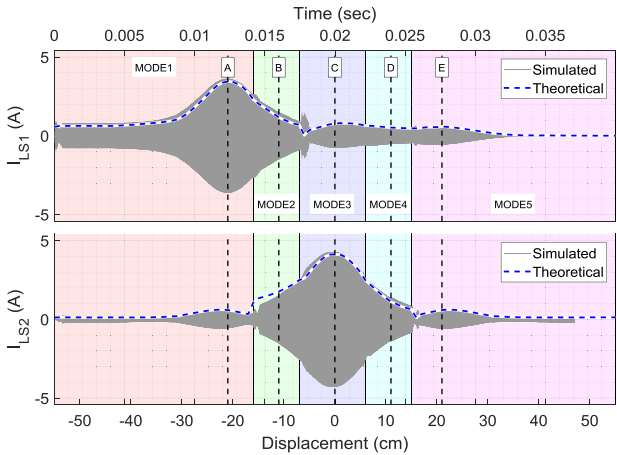 Time (sec)
0 0.005 0.01 0.015 0.02 0.025 0.03 0.035
5
0
-5
I_LS1 (A)
MODE1
A
B
C
D
E
Simulated
Theoretical
MODE2
MODE3
MODE4
MODE5
5
0
-5
I_LS2 (A)
Simulated
Theoretical
-50 -40 -30 -20 -10 0 10 20 30 40 50
Displacement (cm)